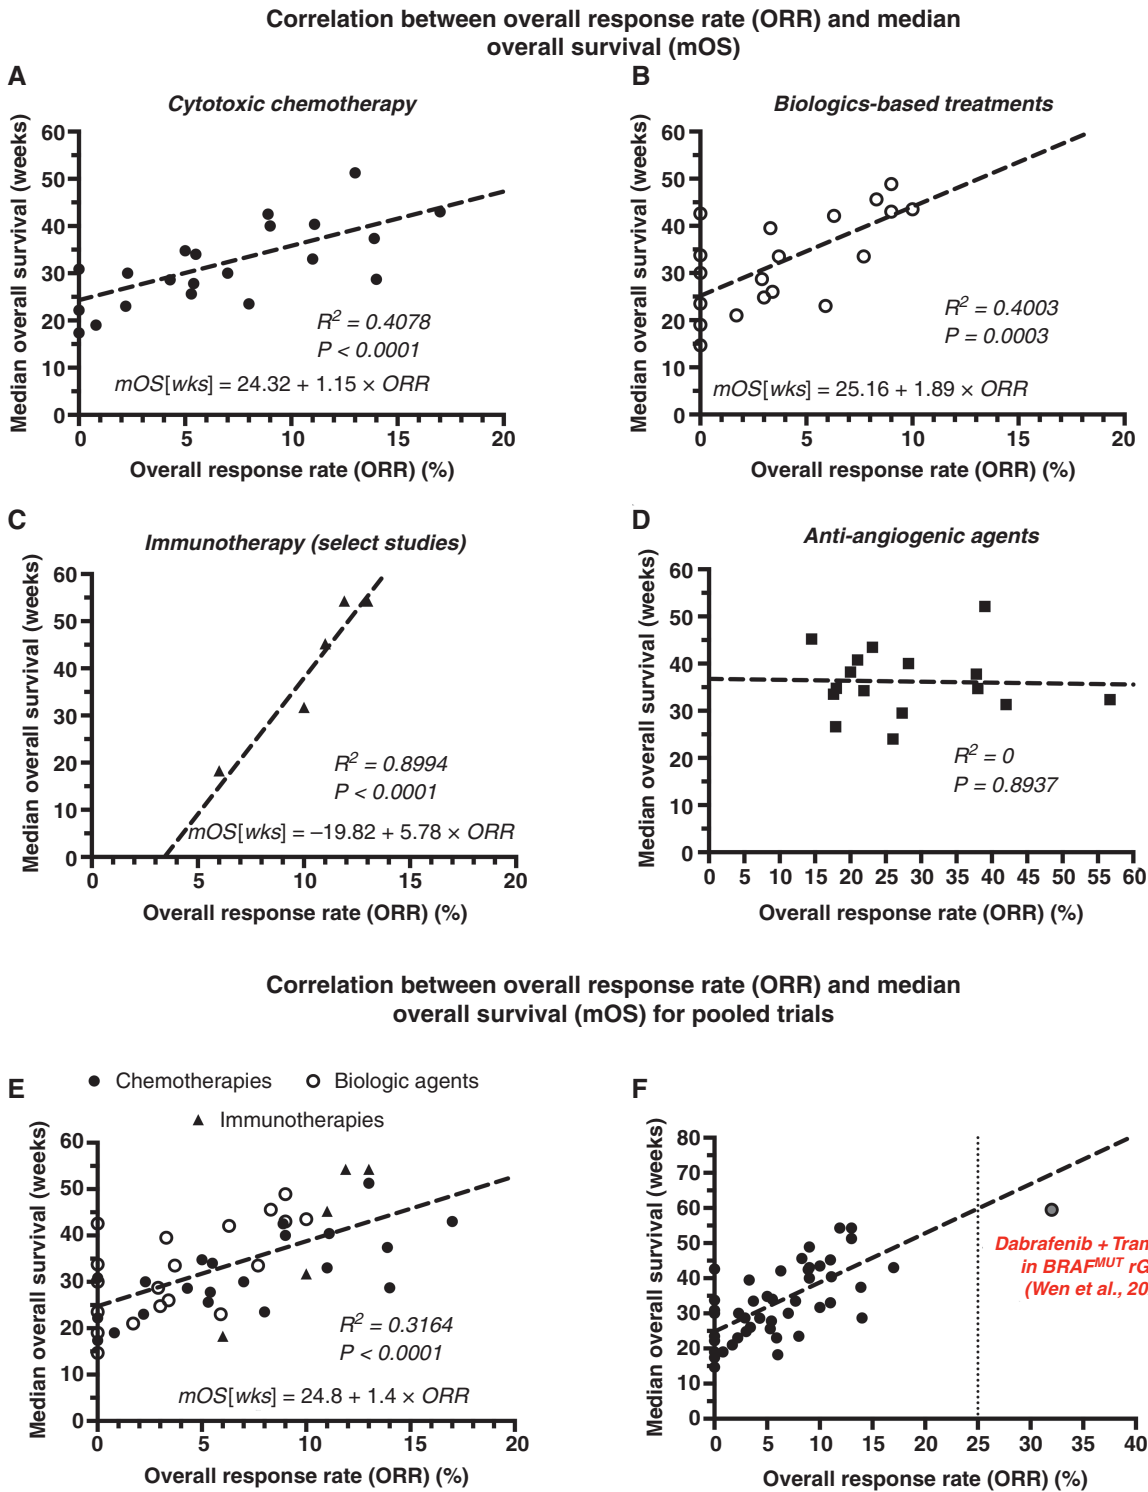 Correlation between overall response rate (ORR) and median
overall survival (mOS)
A
Cytotoxic chemotherapy
Median overall survival (weeks)
60
50
40
30
20
10
0
R² = 0.4078
P < 0.0001
mOS[wks] = 24.32 + 1.15 × ORR
0 5 10 15 20
Overall response rate (ORR) (%)
B
Biologics-based treatments
Median overall survival (weeks)
60
50
40
30
20
10
0
R² = 0.4003
P = 0.0003
mOS[wks] = 25.16 + 1.89 × ORR
0 5 10 15 20
Overall response rate (ORR) (%)
C
Immunotherapy (select studies)
Median overall survival (weeks)
60
50
40
30
20
10
0
R² = 0.8994
P < 0.0001
mOS[wks] = –19.82 + 5.78 × ORR
0 5 10 15 20
Overall response rate (ORR) (%)
D
Anti-angiogenic agents
Median overall survival (weeks)
60
50
40
30
20
10
0
R² = 0
P = 0.8937
0 5 10 15 20 25 30 35 40 45 50 55 60
Overall response rate (ORR) (%)
Correlation between overall response rate (ORR) and median
overall survival (mOS) for pooled trials
E
Chemotherapies Biologic agents
Immunotherapies
Median overall survival (weeks)
60
50
40
30
20
10
0
R² = 0.3164
P < 0.0001
mOS[wks] = 24.8 + 1.4 × ORR
0 5 10 15 20
Overall response rate (ORR) (%)
F
Median overall survival (weeks)
80
70
60
50
40
30
20
10
0
Dabrafenib + Tram
in BRAFᴹᵁᵀ rG
(Wen et al., 20
0 5 10 15 20 25 30 35 40
Overall response rate (ORR) (%)